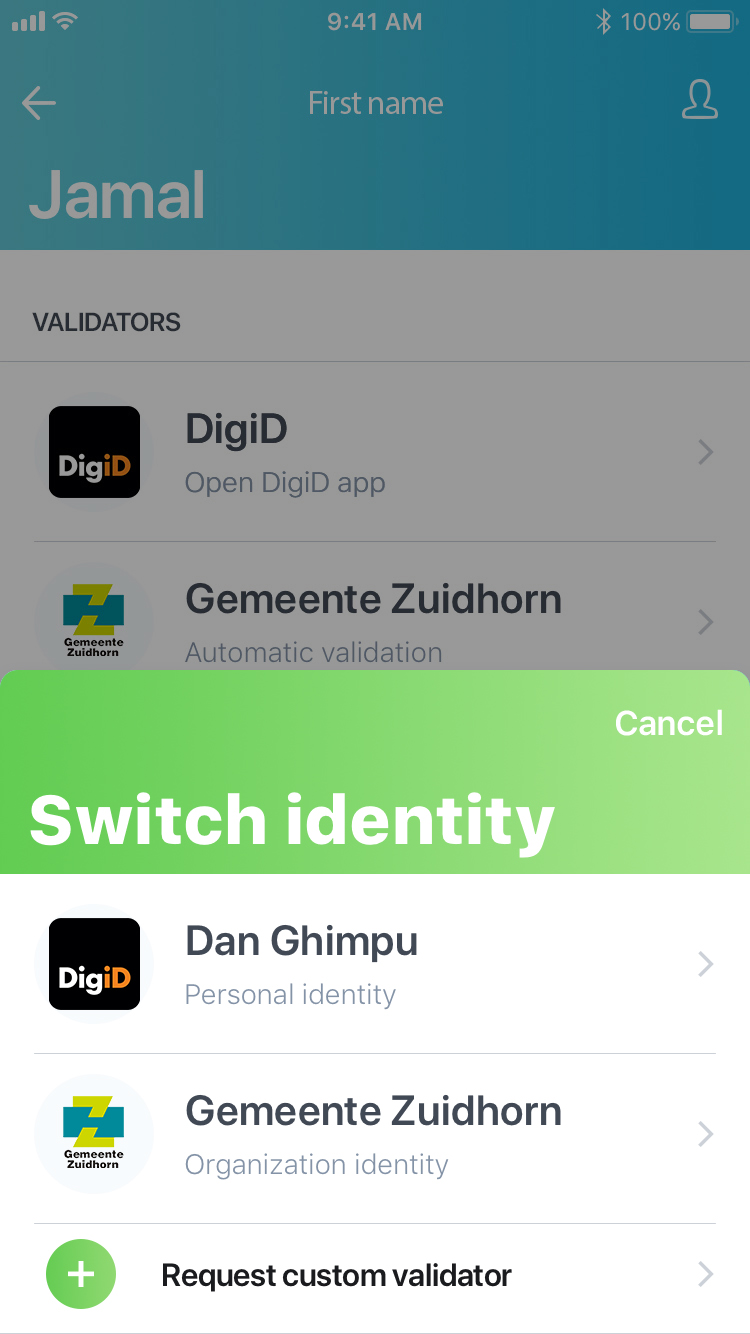 9:41 AM
100%
First name
Jamal
VALIDATORS
DigiD
DigiD
Open DigiD app
Gemeente
Zuidhorn
Gemeente Zuidhorn
Automatic validation
Cancel
Switch identity
DigiD
Dan Ghimpu
Personal identity
Gemeente
Zuidhorn
Gemeente Zuidhorn
Organization identity
Request custom validator